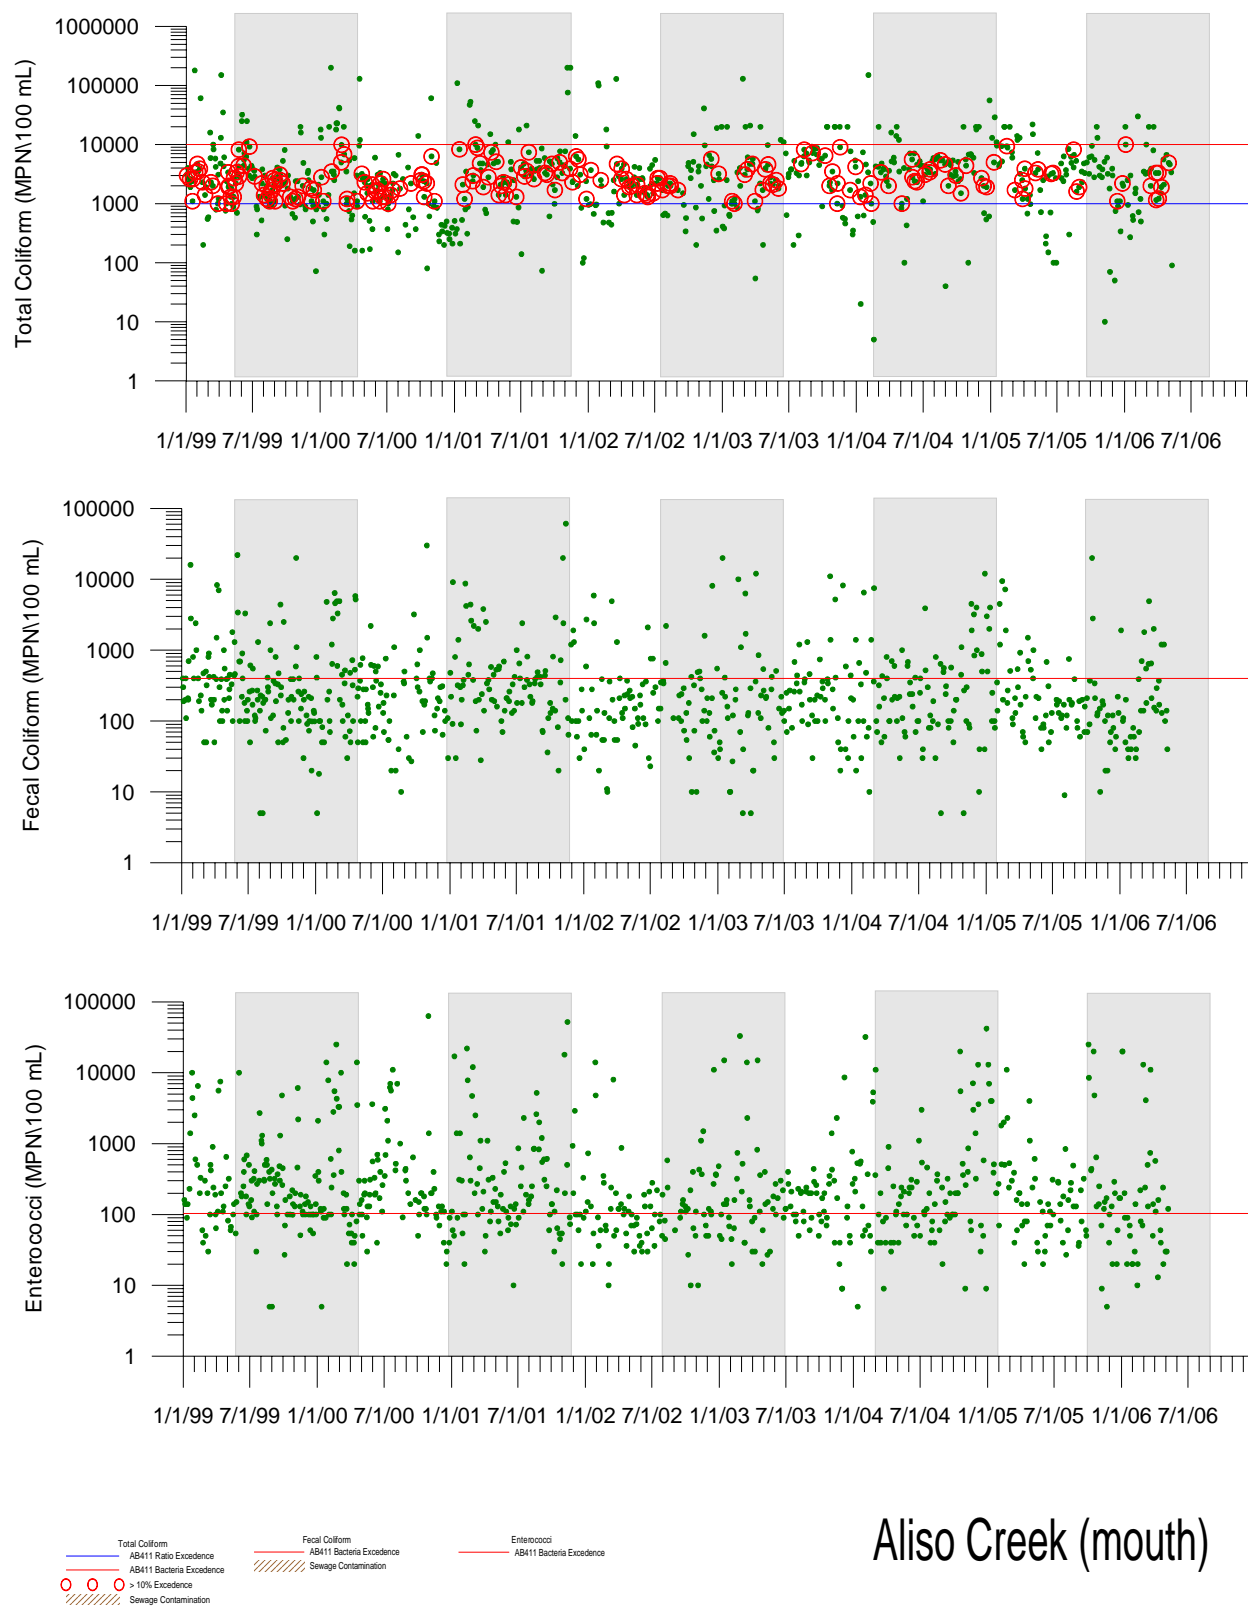 1000000
100000
10000
1000
100
10
1
Total Coliform (MPN\100 mL)
1/1/99 7/1/99 1/1/00 7/1/00 1/1/01 7/1/01 1/1/02 7/1/02 1/1/03 7/1/03 1/1/04 7/1/04 1/1/05 7/1/05 1/1/06 7/1/06
100000
10000
1000
100
10
1
Fecal Coliform (MPN\100 mL)
1/1/99 7/1/99 1/1/00 7/1/00 1/1/01 7/1/01 1/1/02 7/1/02 1/1/03 7/1/03 1/1/04 7/1/04 1/1/05 7/1/05 1/1/06 7/1/06
100000
10000
1000
100
10
1
Enterococci (MPN\100 mL)
1/1/99 7/1/99 1/1/00 7/1/00 1/1/01 7/1/01 1/1/02 7/1/02 1/1/03 7/1/03 1/1/04 7/1/04 1/1/05 7/1/05 1/1/06 7/1/06
Total Coliform
AB411 Ratio Excedence
AB411 Bacteria Excedence
> 10% Excedence
Sewage Contamination
Fecal Coliform
AB411 Bacteria Excedence
Sewage Contamination
Enterococci
AB411 Bacteria Excedence
Aliso Creek (mouth)